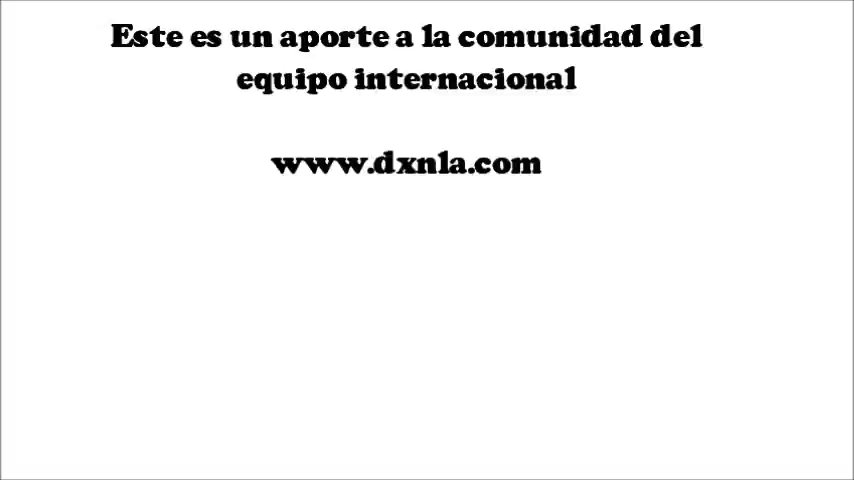 Este es un aporte a la comunidad del
equipo internacional
www.dxnla.com